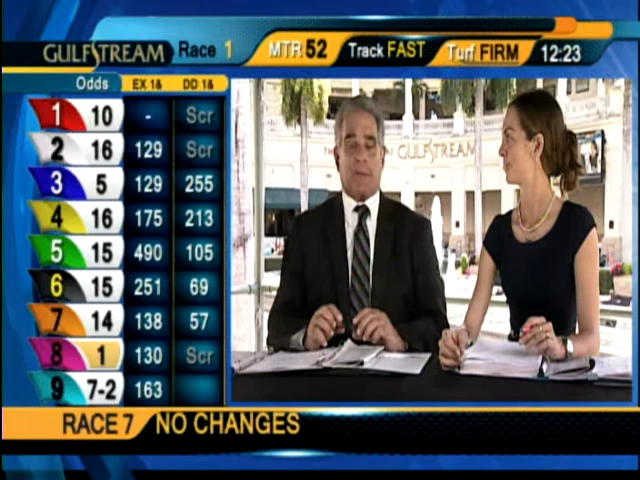 GULFSTREAM Race 1 MTR 52 Track FAST Turf FIRM 12:23
Odds EX 1& DD 1&
1 10 - Scr
2 16 129 Scr
3 5 129 255
4 16 175 213
5 15 490 105
6 15 251 69
7 14 138 57
8 1 130 Scr
9 7-2 163
GULFSTREAM
RACE 7 NO CHANGES